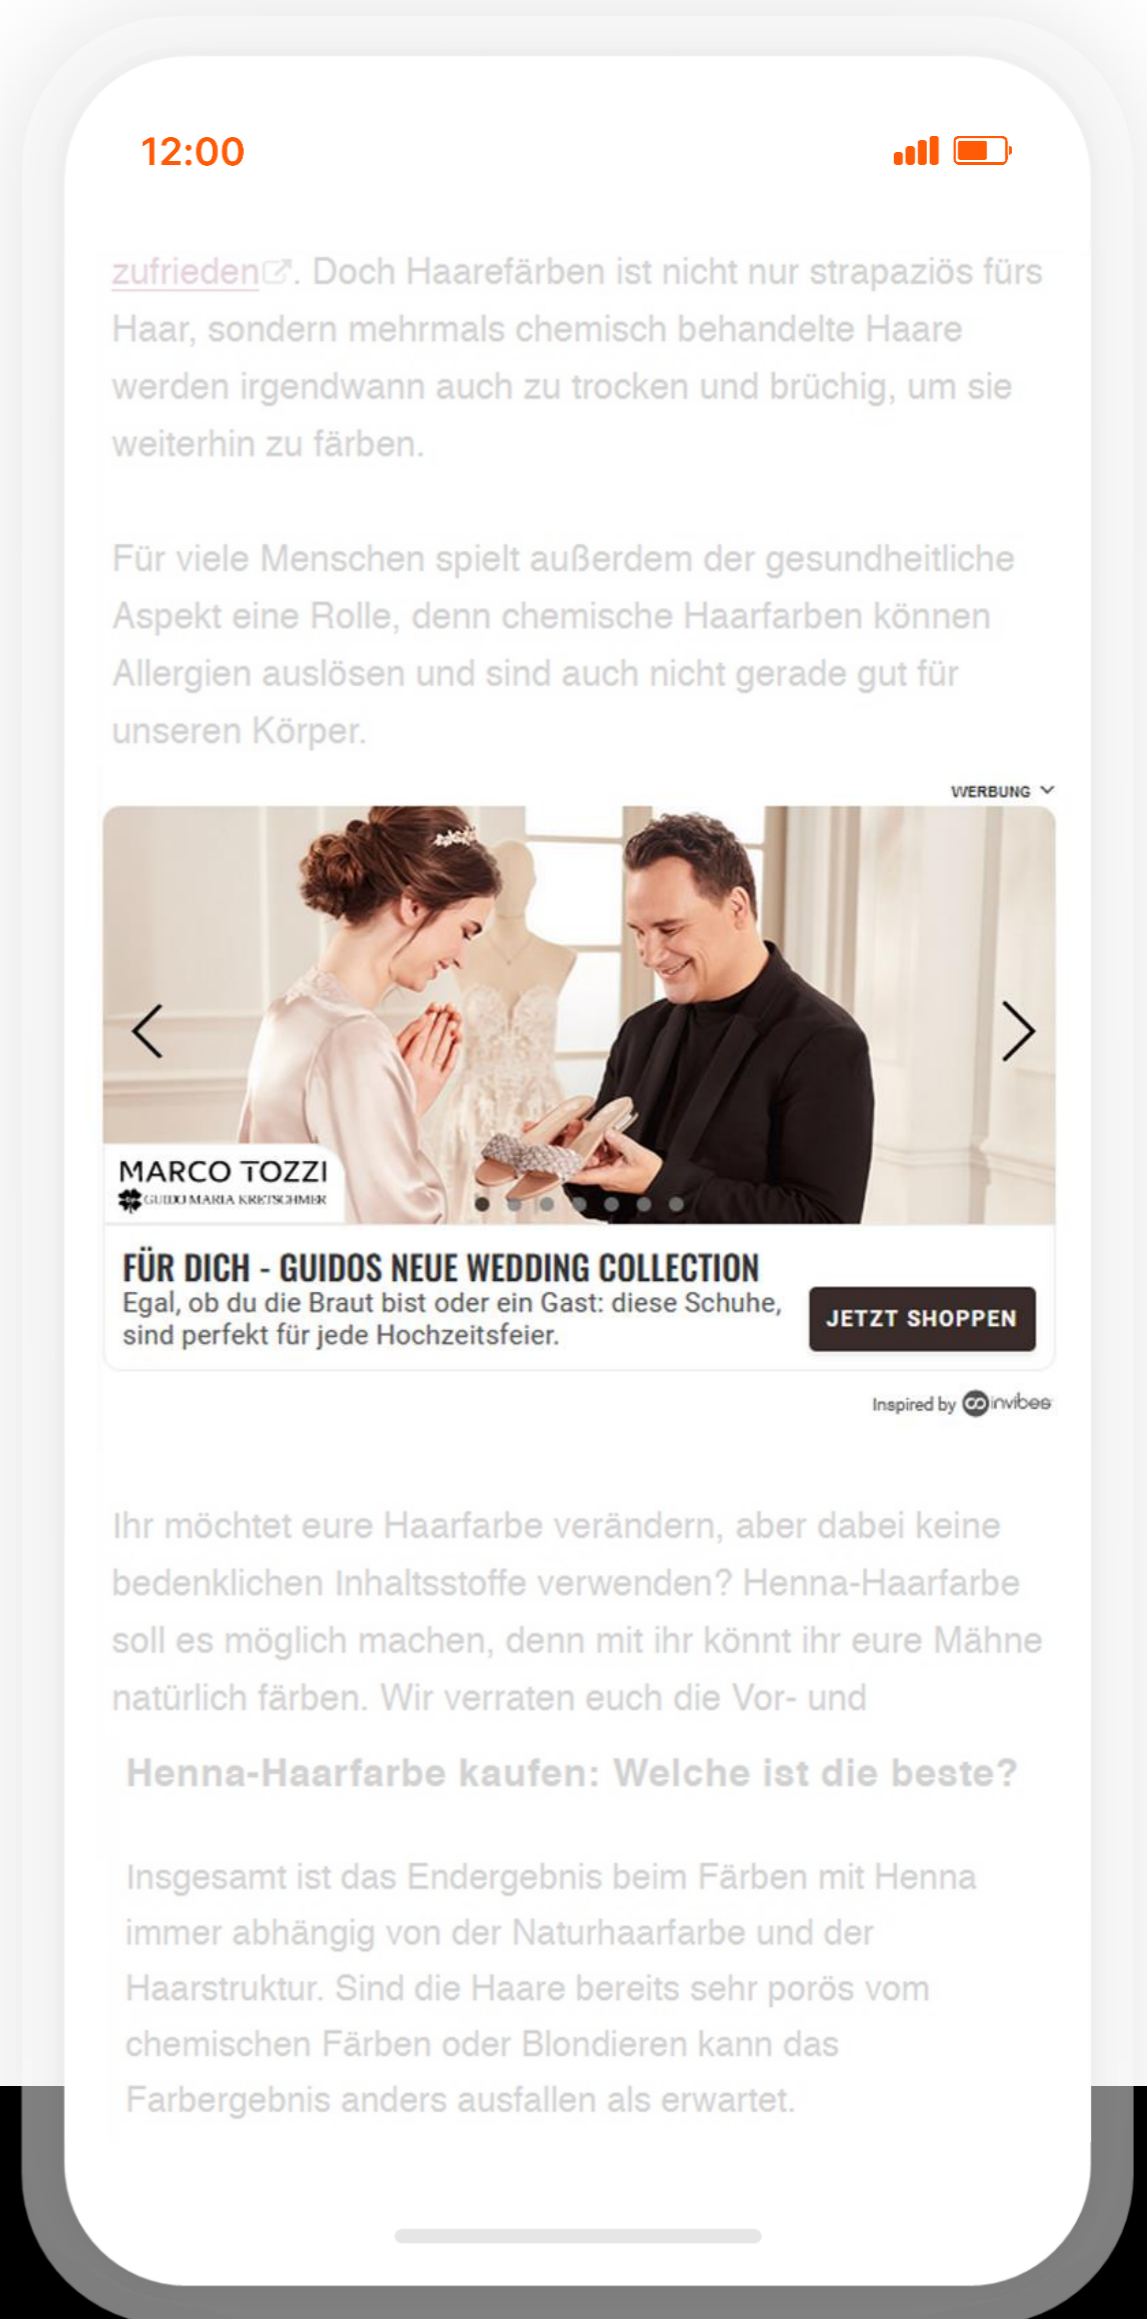 12:00
zufrieden. Doch Haarefärben ist nicht nur strapaziös fürs
Haar, sondern mehrmals chemisch behandelte Haare
werden irgendwann auch zu trocken und brüchig, um sie
weiterhin zu färben.
Für viele Menschen spielt außerdem der gesundheitliche
Aspekt eine Rolle, denn chemische Haarfarben können
Allergien auslösen und sind auch nicht gerade gut für
unseren Körper.
WERBUNG
MARCO TOZZI
GUIDO MARIA KRETSCHMER
FÜR DICH - GUIDOS NEUE WEDDING COLLECTION
Egal, ob du die Braut bist oder ein Gast: diese Schuhe,
sind perfekt für jede Hochzeitsfeier.
JETZT SHOPPEN
Inspired by invibes
Ihr möchtet eure Haarfarbe verändern, aber dabei keine
bedenklichen Inhaltsstoffe verwenden? Henna-Haarfarbe
soll es möglich machen, denn mit ihr könnt ihr eure Mähne
natürlich färben. Wir verraten euch die Vor- und
Henna-Haarfarbe kaufen: Welche ist die beste?
Insgesamt ist das Endergebnis beim Färben mit Henna
immer abhängig von der Naturhaarfarbe und der
Haarstruktur. Sind die Haare bereits sehr porös vom
chemischen Färben oder Blondieren kann das
Farbergebnis anders ausfallen als erwartet.